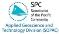 SPC
Secretariat
of the Pacific
Community
Applied Geoscience and
Technology Division (SOPAC)